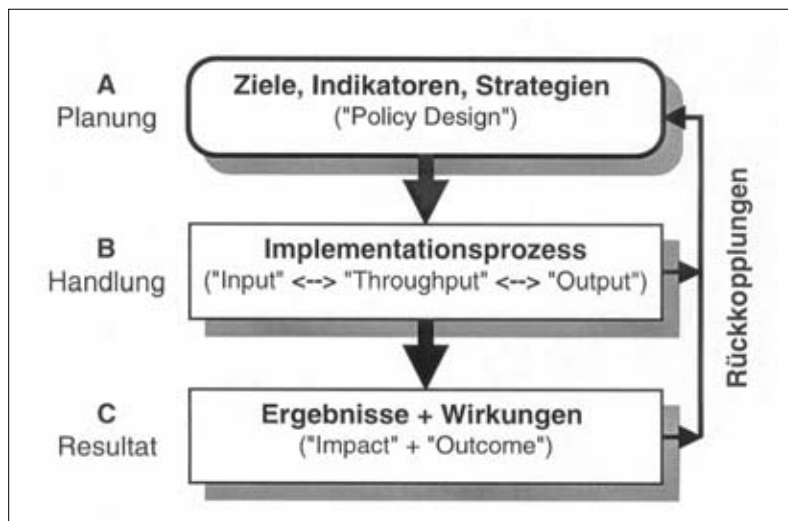 A
Planung
Ziele, Indikatoren, Strategien
("Policy Design")
B
Handlung
Implementationsprozess
("Input" <--> "Throughput" <--> "Output")
C
Resultat
Ergebnisse + Wirkungen
("Impact" + "Outcome")
Rückkopplungen